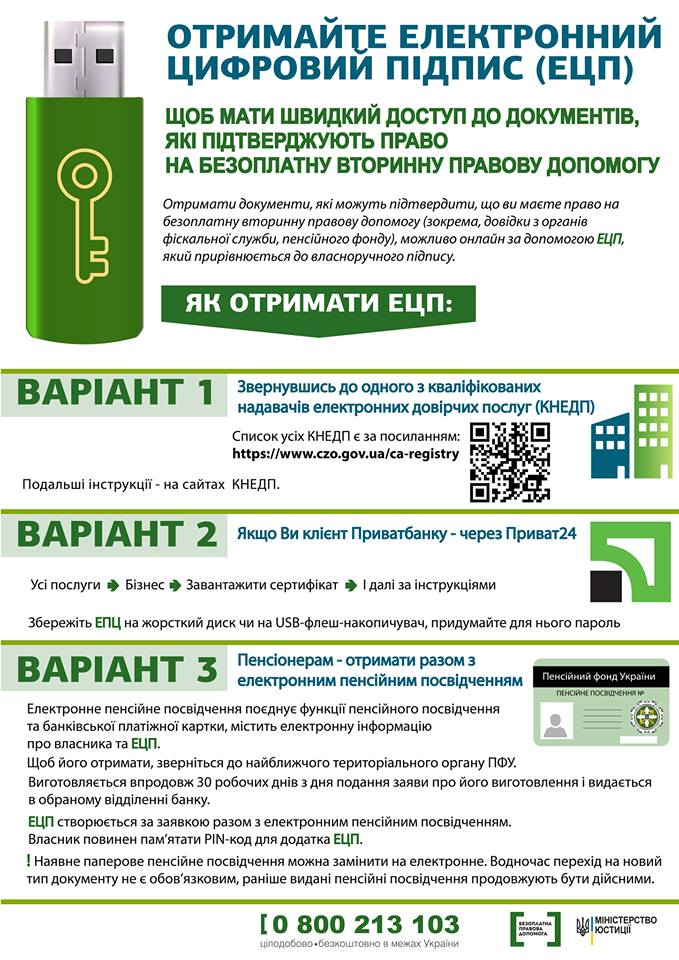 ОТРИМАЙТЕ ЕЛЕКТРОННИЙ
ЦИФРОВИЙ ПІДПИС (ЕЦП)
ЩОБ МАТИ ШВИДКИЙ ДОСТУП ДО ДОКУМЕНТІВ,
ЯКІ ПІДТВЕРДЖУЮТЬ ПРАВО
НА БЕЗОПЛАТНУ ВТОРИННУ ПРАВОВУ ДОПОМОГУ
Отримати документи, які можуть підтвердити, що ви маєте право на
безоплатну вторинну правову допомогу (зокрема, довідки з органів
фіскальної служби, пенсійного фонду), можливо онлайн за допомогою ЕЦП,
який прирівнюється до власноручного підпису.
ЯК ОТРИМАТИ ЕЦП:
ВАРІАНТ 1
Звернувшись до одного з кваліфікованих
надавачів електронних довірчих послуг (КНЕДП)
Список усіх КНЕДП є за посиланням:
https://www.czo.gov.ua/ca-registry
Подальші інструкції - на сайтах КНЕДП.
ВАРІАНТ 2
Якщо Ви клієнт Приватбанку - через Приват24
Усі послуги Бізнес Завантажити сертифікат І далі за інструкціями
Збережіть ЕПЦ на жорсткий диск чи на USB-флеш-накопичувач, придумайте для нього пароль
ВАРІАНТ 3
Пенсіонерам - отримати разом з
електронним пенсійним посвідченням
Пенсійний фонд України
ПЕНСІЙНЕ ПОСВІДЧЕННЯ №
Електронне пенсійне посвідчення поєднує функції пенсійного посвідчення
та банківської платіжної картки, містить електронну інформацію
про власника та ЕЦП.
Щоб його отримати, зверніться до найближчого територіального органу ПФУ.
Виготовляється впродовж 30 робочих днів з дня подання заяви про його виготовлення і видається
в обраному відділенні банку.
ЕЦП створюється за заявкою разом з електронним пенсійним посвідченням.
Власник повинен пам'ятати PIN-код для додатка ЕЦП.
! Наявне паперове пенсійне посвідчення можна замінити на електронне. Водночас перехід на новий
тип документу не є обов'язковим, раніше видані пенсійні посвідчення продовжують бути дійсними.
0 800 213 103
цілодобово•безкоштовно в межах України
БЕЗОПЛАТНА
ПРАВОВА
ДОПОМОГА
МІНІСТЕРСТВО
ЮСТИЦІЇ